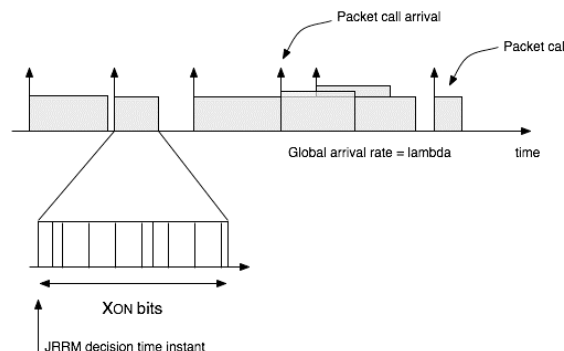 Packet call arrival
Packet cal
Global arrival rate = lambda
time
XON bits
JRRM decision time instant